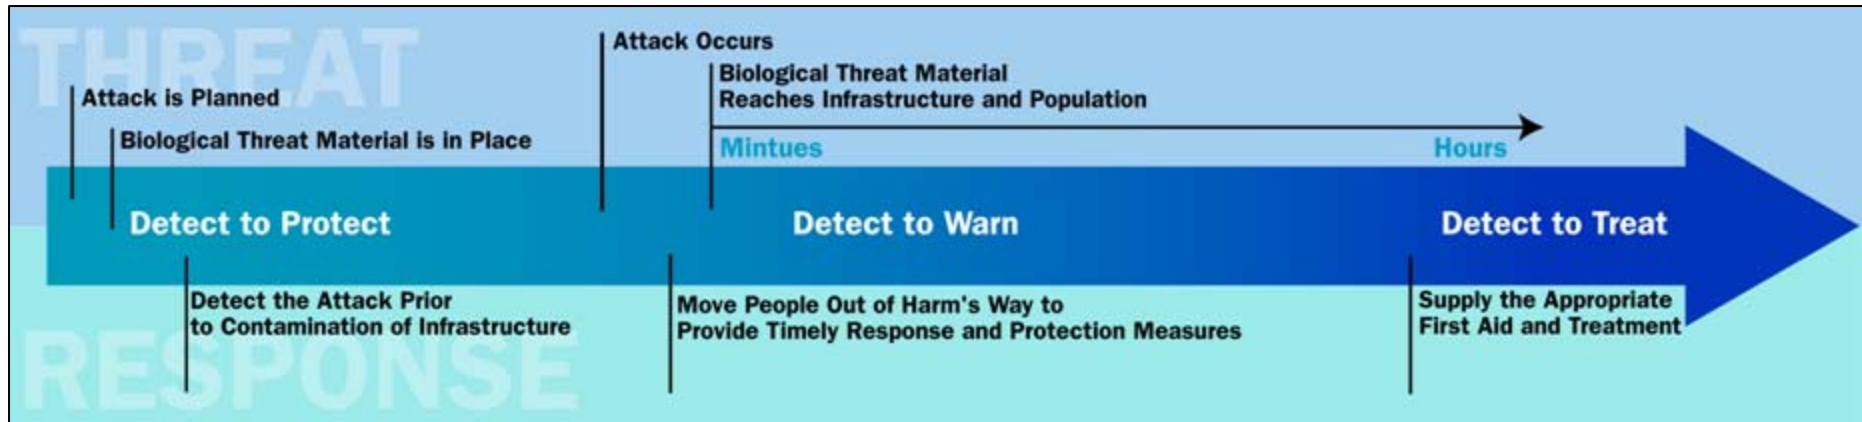 THREAT
Attack Occurs
Biological Threat Material
Reaches Infrastructure and Population
Attack is Planned
Biological Threat Material is in Place
Mintues
Hours
Detect to Protect
Detect to Warn
Detect to Treat
Detect the Attack Prior
to Contamination of Infrastructure
Move People Out of Harm's Way to
Provide Timely Response and Protection Measures
Supply the Appropriate
First Aid and Treatment
RESPONSE